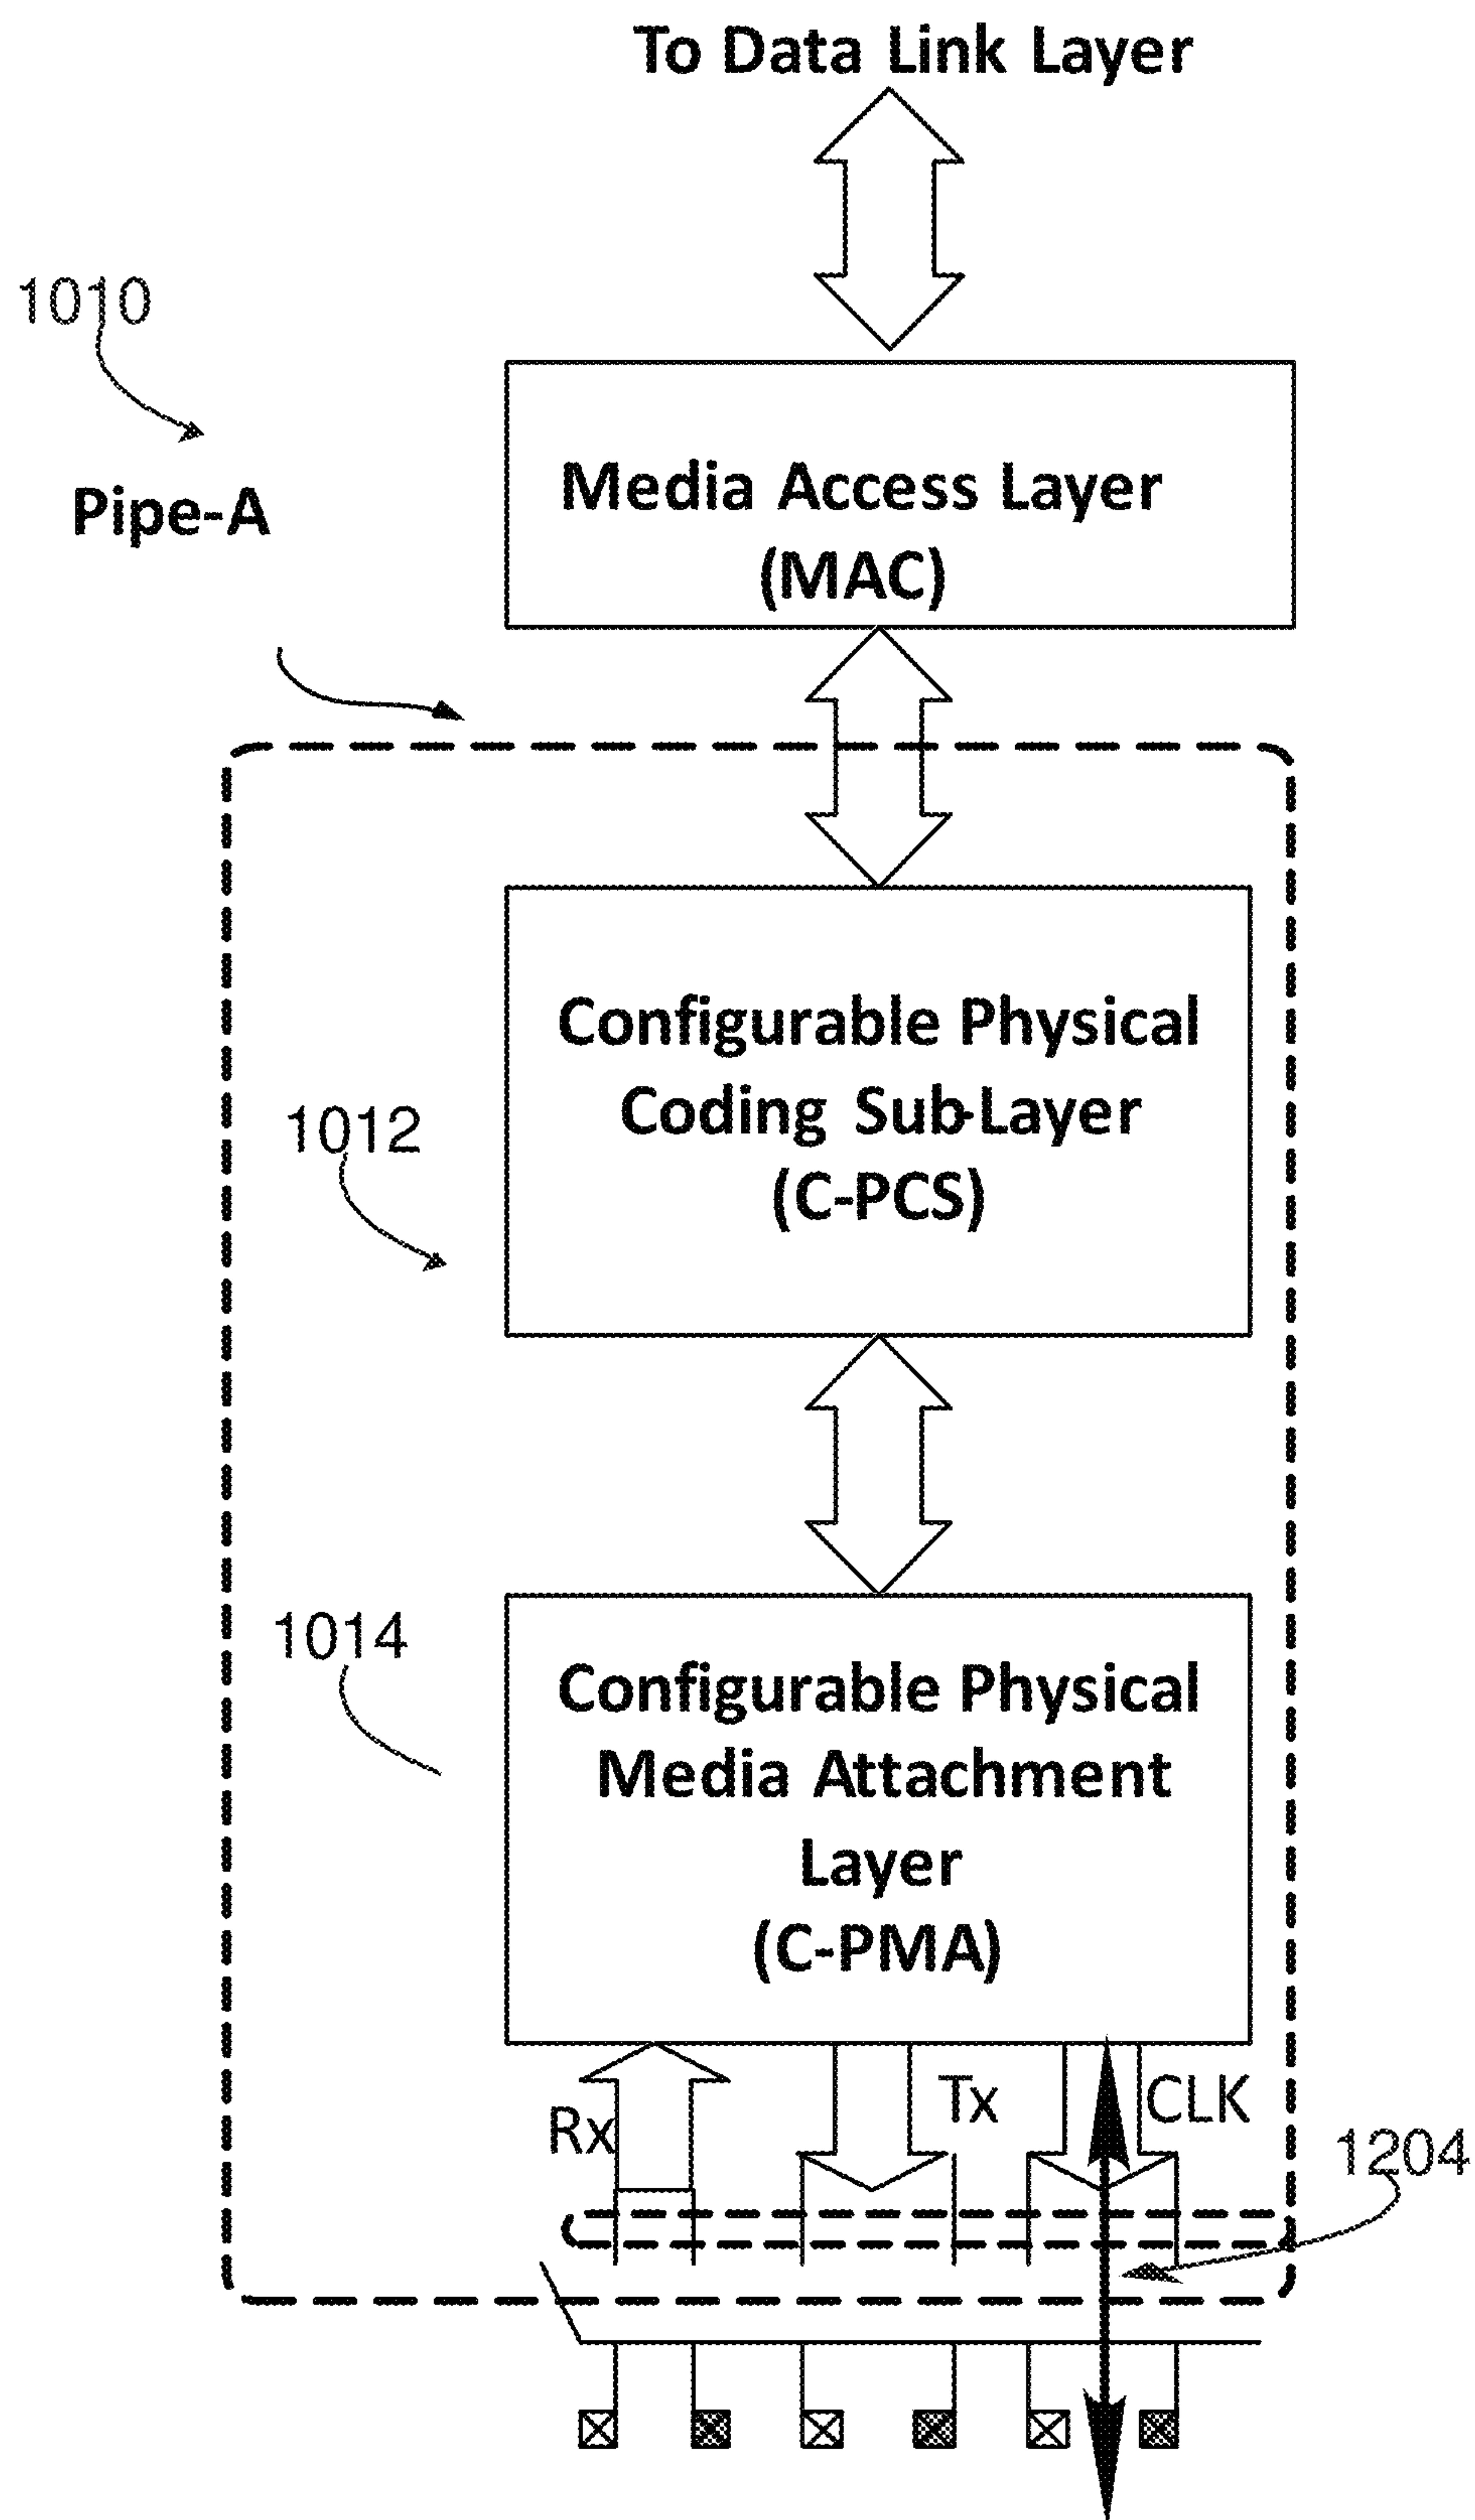 To Data Link Layer
1010
Pipe-A
Media Access Layer
(MAC)
Configurable Physical
Coding Sub-Layer
(C-PCS)
1012
1014
Configurable Physical
Media Attachment
Layer
(C-PMA)
Rx
Tx
CLK
1204